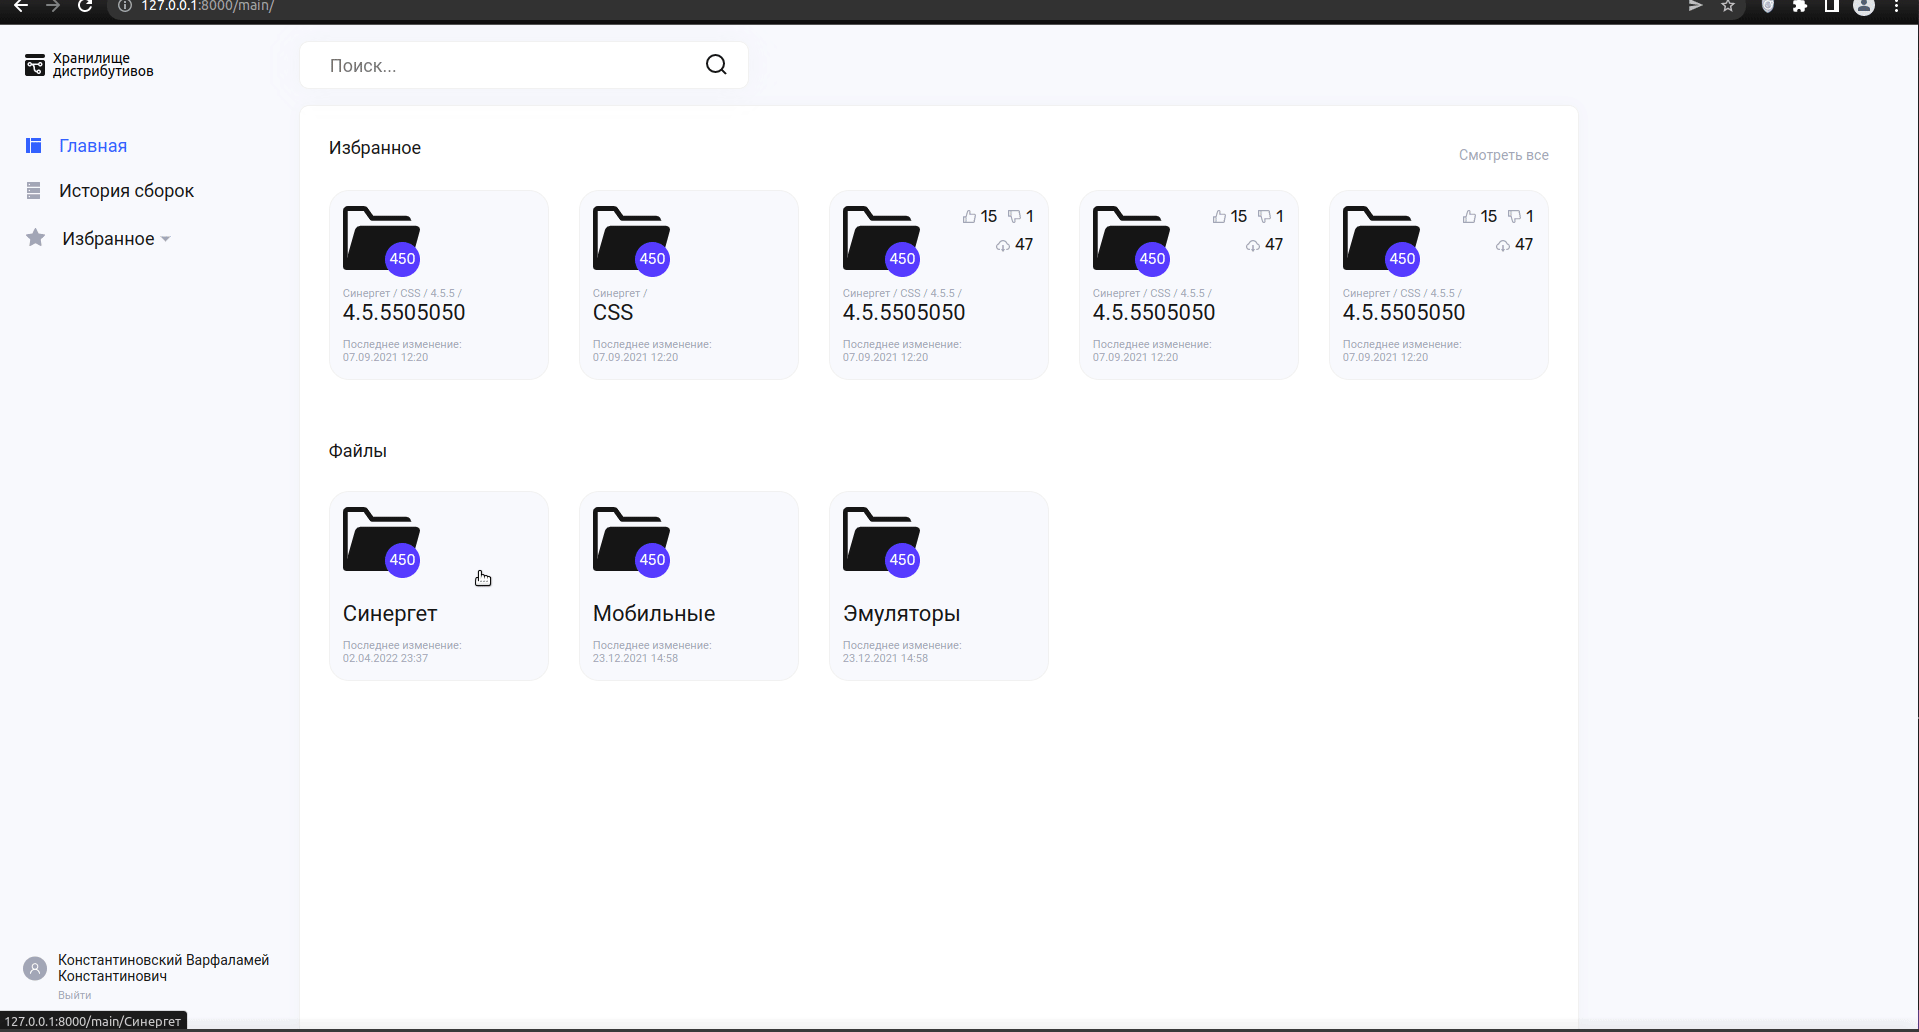 127.0.0.1:8000/main/
Хранилище
дистрибутивов
Поиск...
Главная
История сборок
Избранное
Избранное
Смотреть все
450
Синергет / CSS / 4.5.5 /
4.5.5505050
Последнее изменение:
07.09.2021 12:20
450
Синергет /
CSS
Последнее изменение:
07.09.2021 12:20
15 1
47
450
Синергет / CSS / 4.5.5 /
4.5.5505050
Последнее изменение:
07.09.2021 12:20
15 1
47
450
Синергет / CSS / 4.5.5 /
4.5.5505050
Последнее изменение:
07.09.2021 12:20
15 1
47
450
Синергет / CSS / 4.5.5 /
4.5.5505050
Последнее изменение:
07.09.2021 12:20
Файлы
450
Синергет
Последнее изменение:
02.04.2022 23:37
450
Мобильные
Последнее изменение:
23.12.2021 14:58
450
Эмуляторы
Последнее изменение:
23.12.2021 14:58
Константиновский Варфаламей
Константинович
Выйти
127.0.0.1:8000/main/Синергет